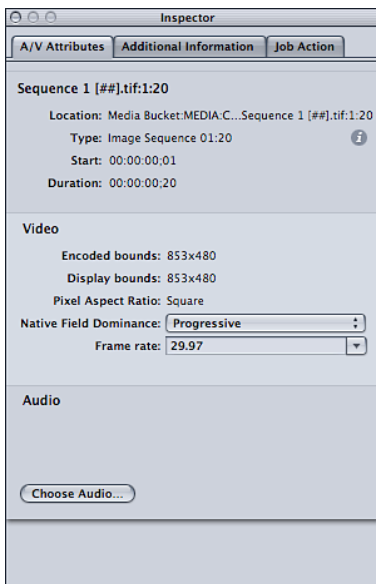 Inspector
A/V Attributes Additional Information Job Action
Sequence 1 [##].tif:1:20
Location: Media Bucket:MEDIA:C...Sequence 1 [##].tif:1:20
Type: Image Sequence 01:20
Start: 00:00:00;01
Duration: 00:00:00;20
Video
Encoded bounds: 853x480
Display bounds: 853x480
Pixel Aspect Ratio: Square
Native Field Dominance: Progressive
Frame rate: 29.97
Audio
Choose Audio...